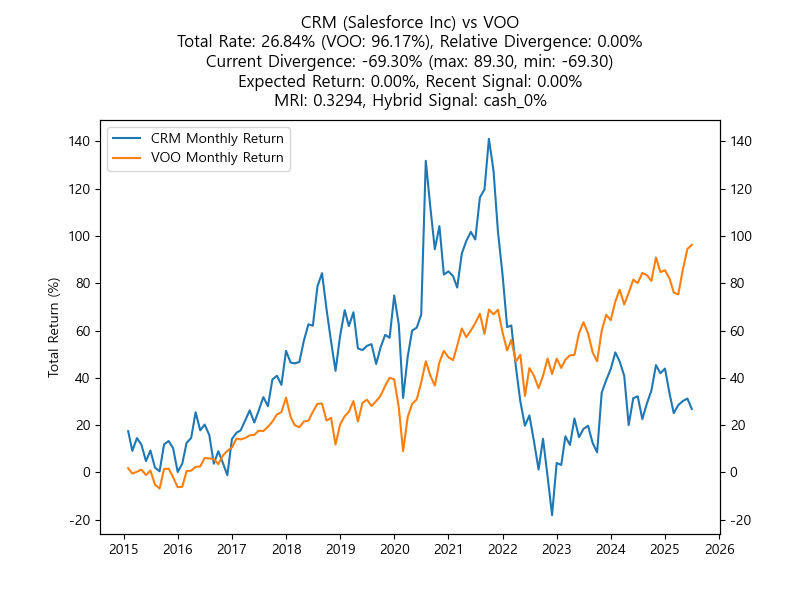 CRM (Salesforce Inc) vs VOO
Total Rate: 26.84% (VOO: 96.17%), Relative Divergence: 0.00%
Current Divergence: -69.30% (max: 89.30, min: -69.30)
Expected Return: 0.00%, Recent Signal: 0.00%
MRI: 0.3294, Hybrid Signal: cash_0%
CRM Monthly Return
VOO Monthly Return
Total Return (%)
140
120
100
80
60
40
20
0
-20
140
120
100
80
60
40
20
0
-20
2015 2016 2017 2018 2019 2020 2021 2022 2023 2024 2025 2026